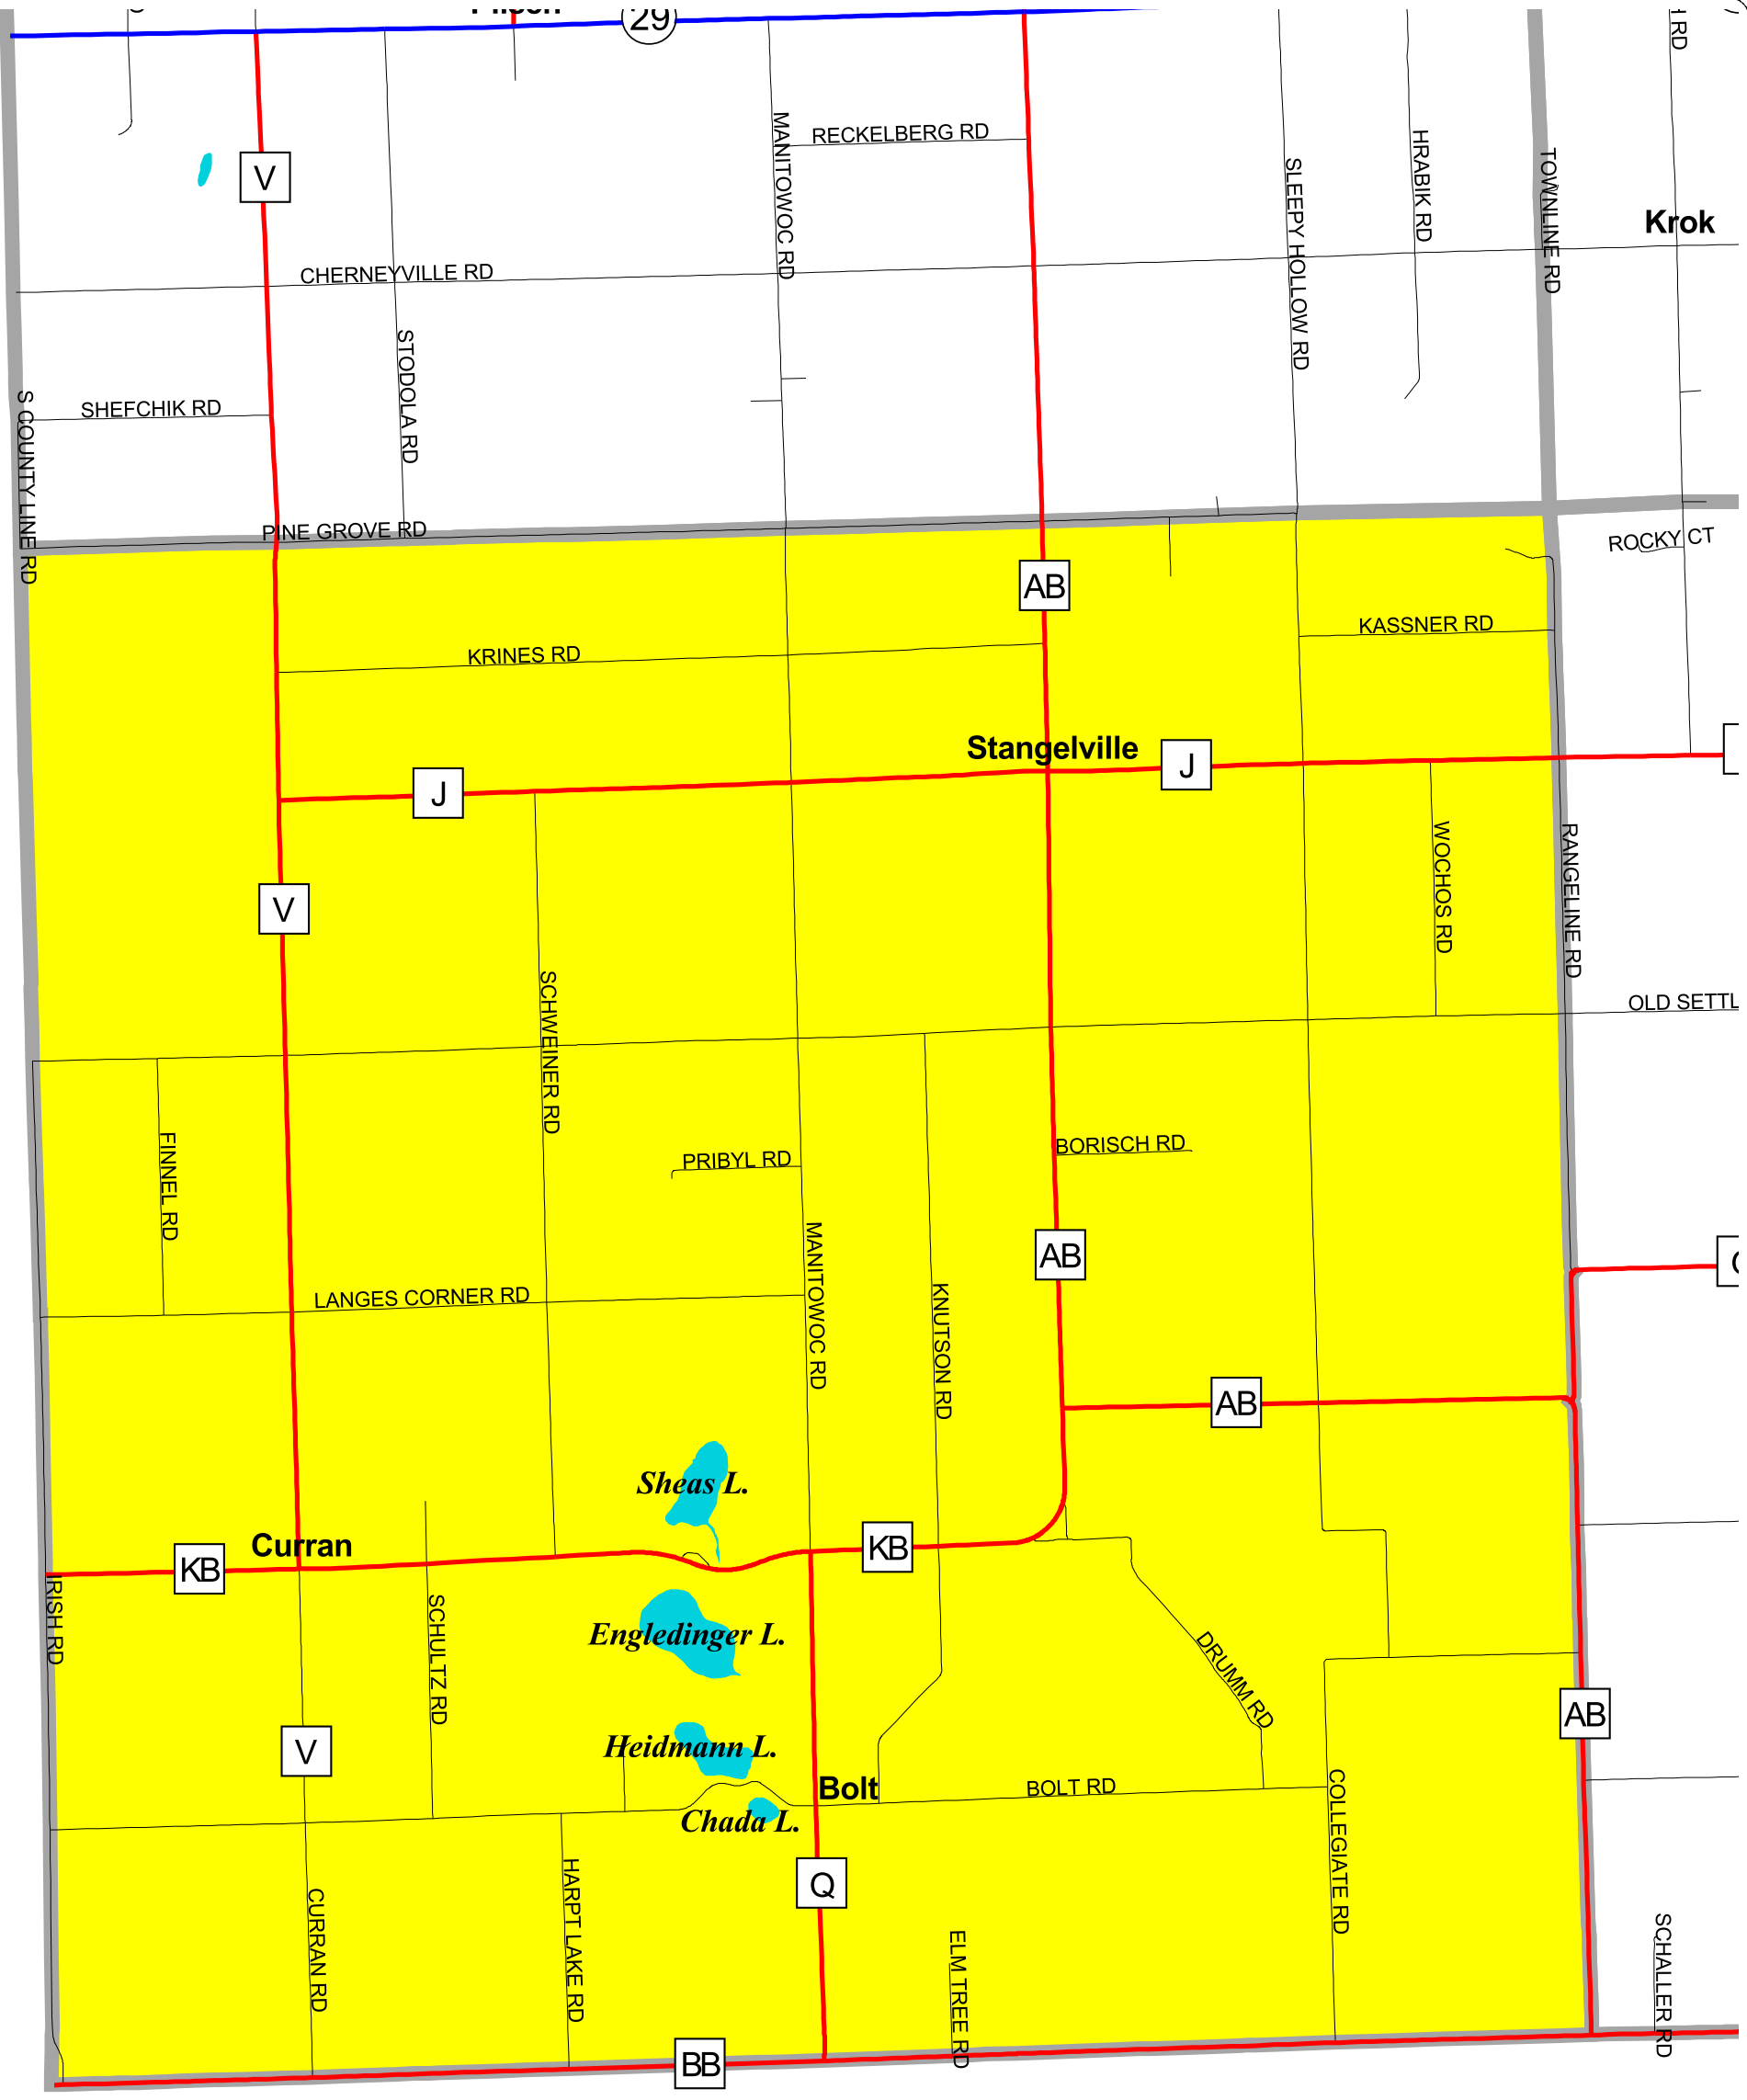 Pilsen
29
RD
MANITOWOC RD
RECKELBERG RD
V
SLEEPY HOLLOW RD
HRABIK RD
TOWNLINE RD
Krok
CHERNEYVILLE RD
STODOLA RD
SHEFCHIK RD
S COUNTY LINE RD
PINE GROVE RD
ROCKY CT
AB
KASSNER RD
KRINES RD
Stangelville
J
J
V
WOCHOS RD
RANGELINE RD
SCHWEINER RD
OLD SETTL
FINNEL RD
PRIBYL RD
BORISCH RD
MANITOWOC RD
AB
KNUTSON RD
LANGES CORNER RD
AB
Sheas L.
Curran
KB
KB
IRISH RD
SCHULTZ RD
Engledinger L.
DRUMM RD
AB
V
Heidmann L.
Bolt
BOLT RD
COLLEGIATE RD
Chada L.
Q
CURRAN RD
HARPT LAKE RD
ELM TREE RD
SCHALLER RD
BB